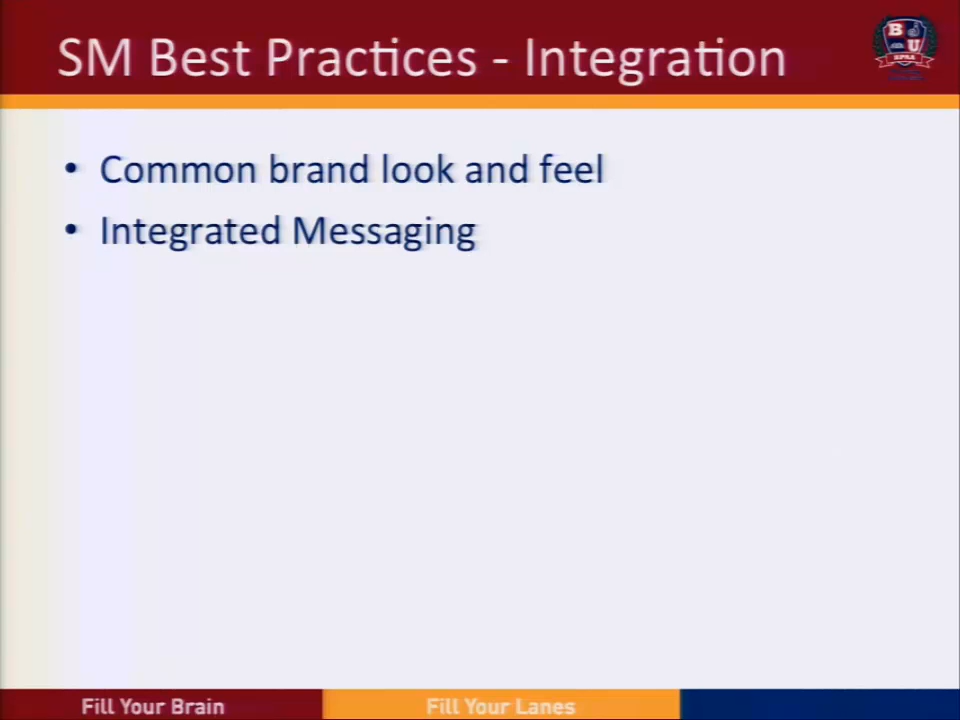 SM Best Practices - Integration
B U
• Common brand look and feel
• Integrated Messaging
Fill Your Brain
Fill Your Lanes